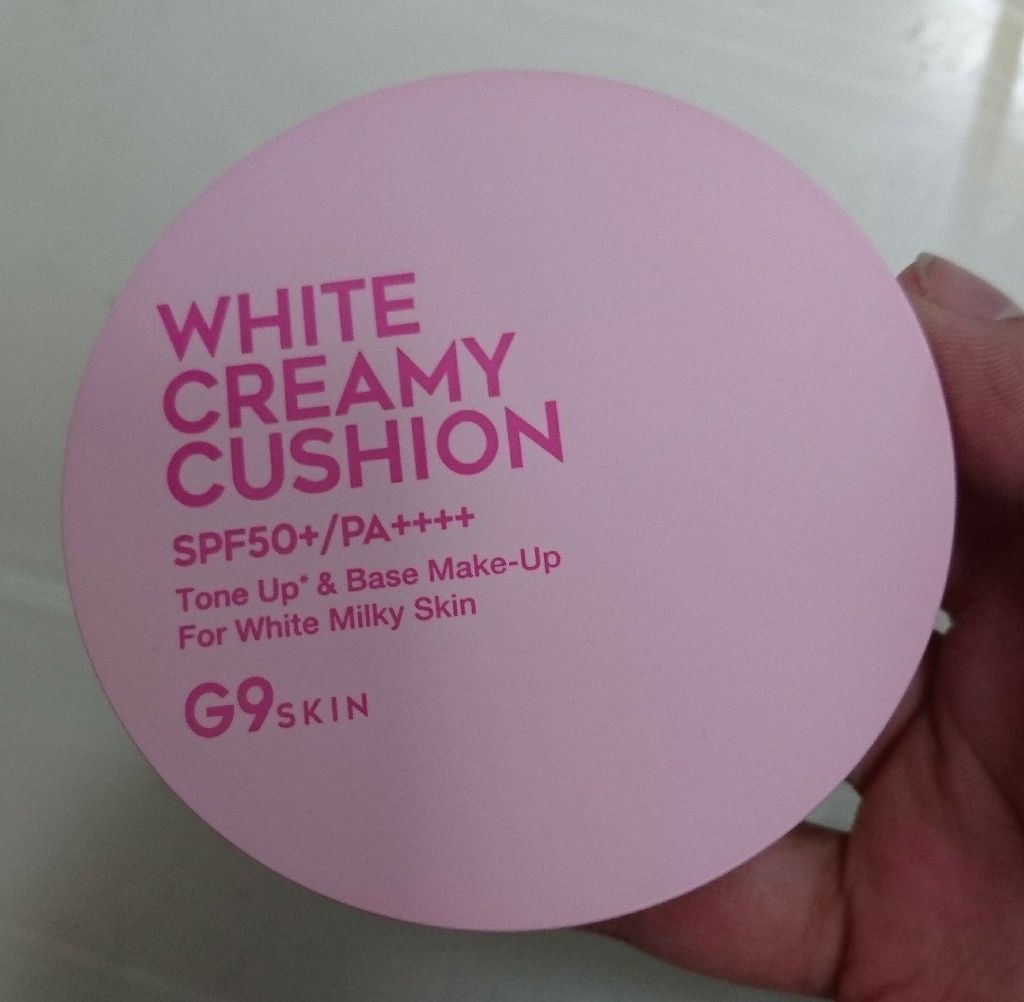 WHITE
CREAMY
CUSHION
SPF50+/PA++++
Tone Up* & Base Make-Up
For White Milky Skin
G9SKIN